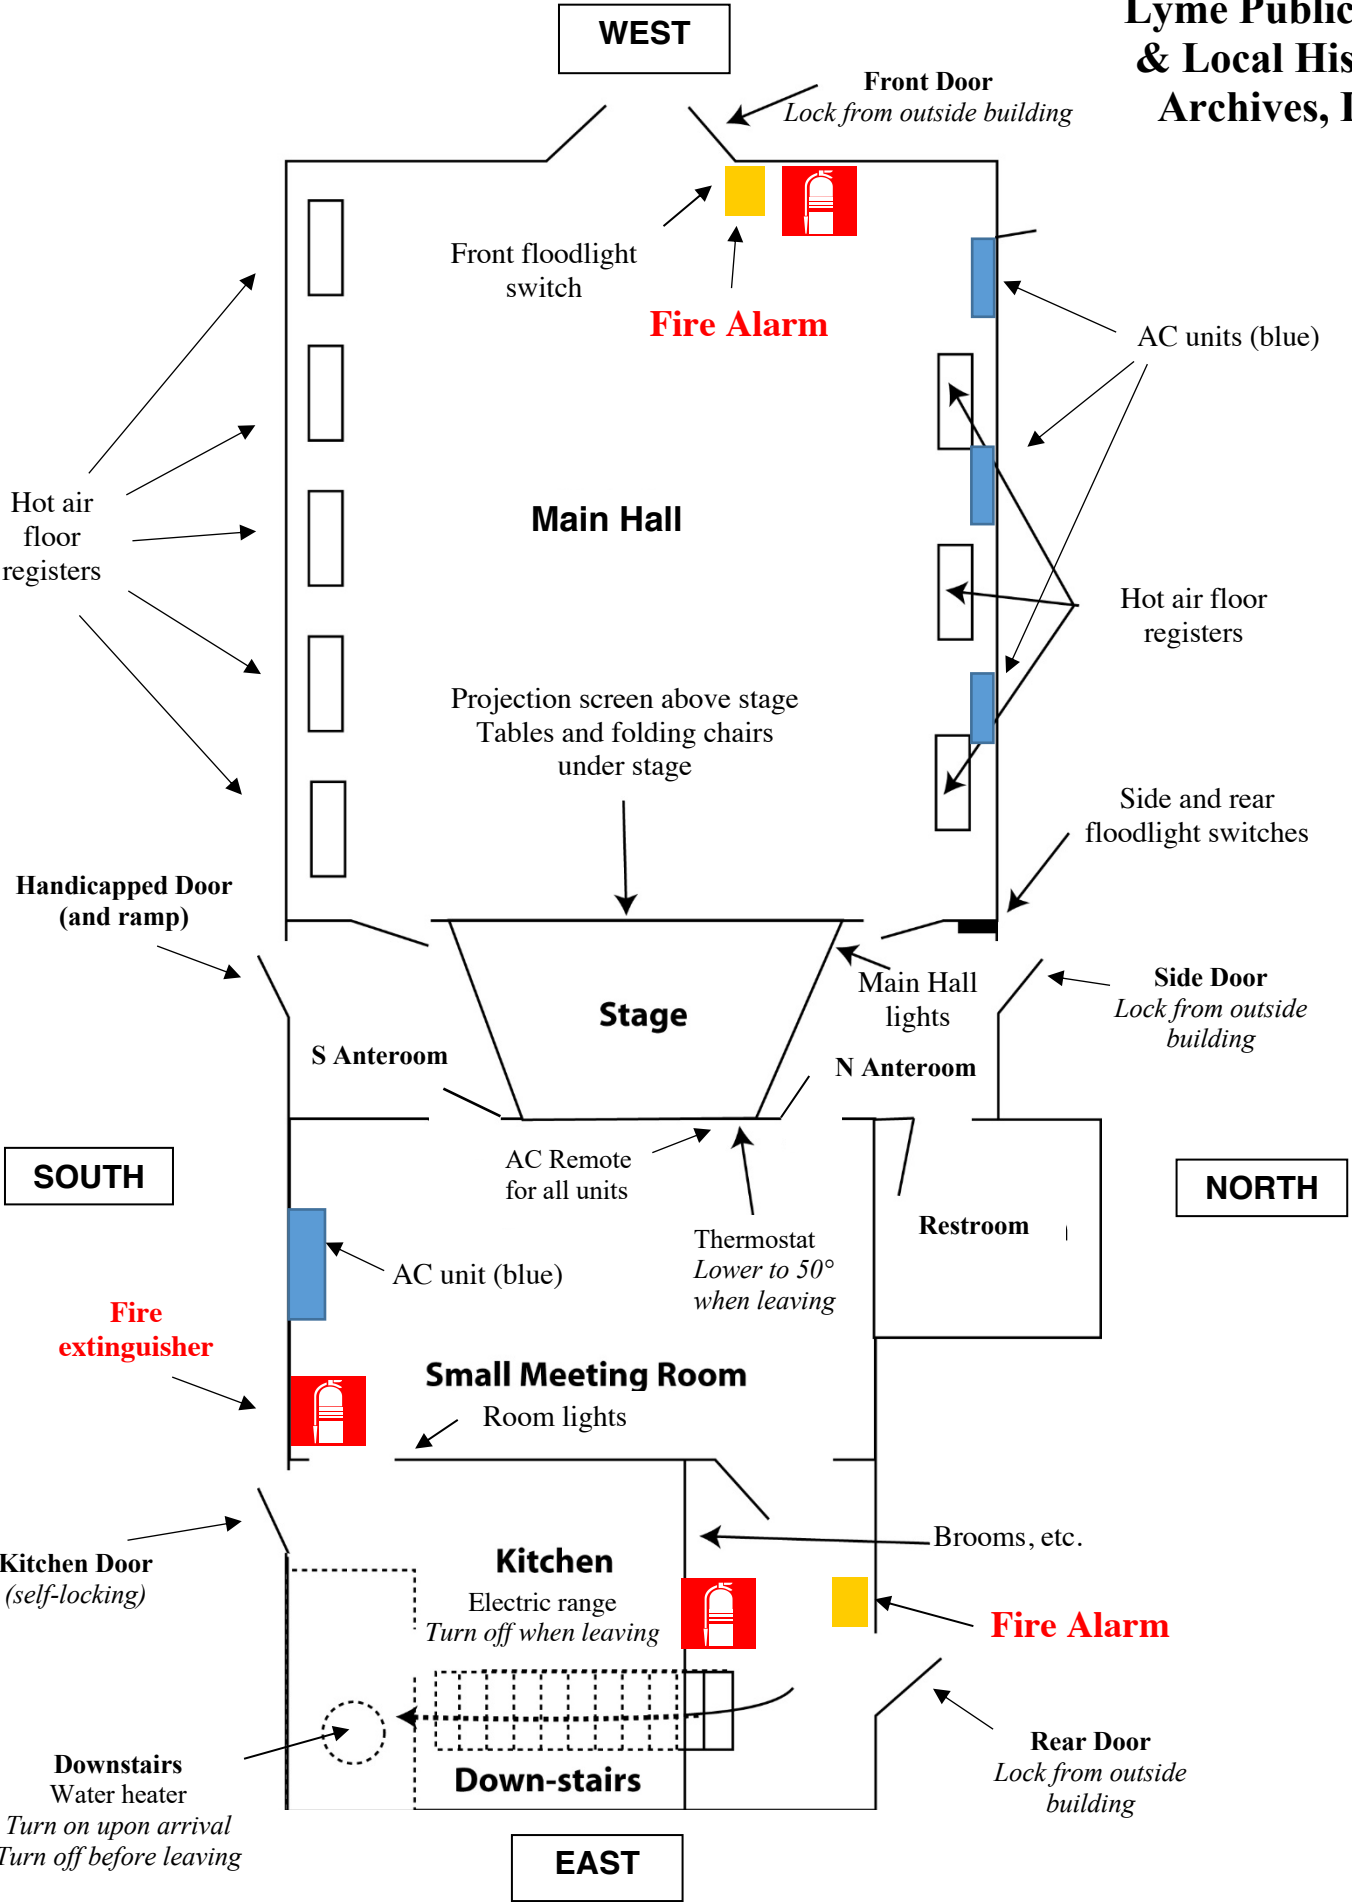 Lyme Public
& Local His
Archives, I
WEST
Front Door
Lock from outside building
Front floodlight
switch
Fire Alarm
AC units (blue)
Hot air
floor
registers
Main Hall
Hot air floor
registers
Projection screen above stage
Tables and folding chairs
under stage
Side and rear
floodlight switches
Handicapped Door
(and ramp)
Main Hall
lights
Side Door
Lock from outside
building
Stage
S Anteroom
N Anteroom
AC Remote
for all units
SOUTH
NORTH
Restroom
Thermostat
Lower to 50°
when leaving
AC unit (blue)
Fire
extinguisher
Small Meeting Room
Room lights
Brooms, etc.
Kitchen Door
(self-locking)
Kitchen
Electric range
Turn off when leaving
Fire Alarm
Rear Door
Lock from outside
building
Downstairs
Water heater
Turn on upon arrival
Turn off before leaving
Down-stairs
EAST